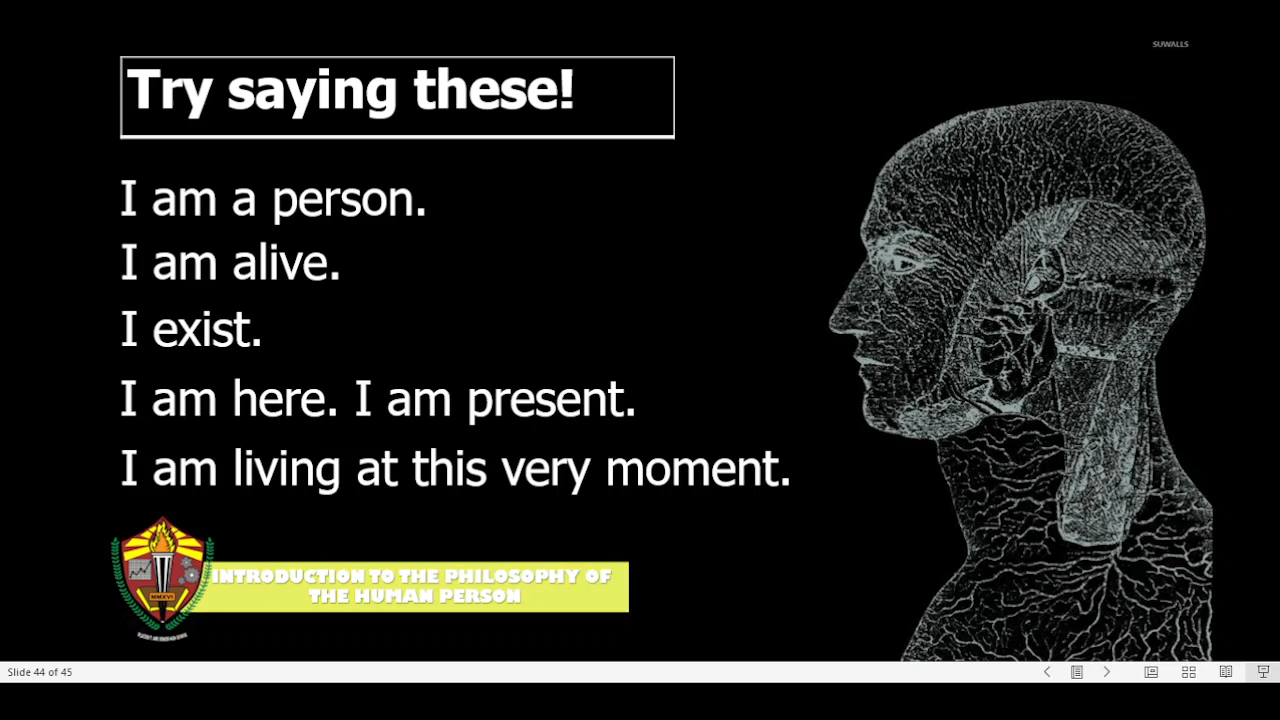 SUWALLS
Try saying these!
I am a person.
I am alive.
I exist.
I am here. I am present.
I am living at this very moment.
MMXVI
INTRODUCTION TO THE PHILOSOPHY OF
THE HUMAN PERSON
Slide 44 of 45